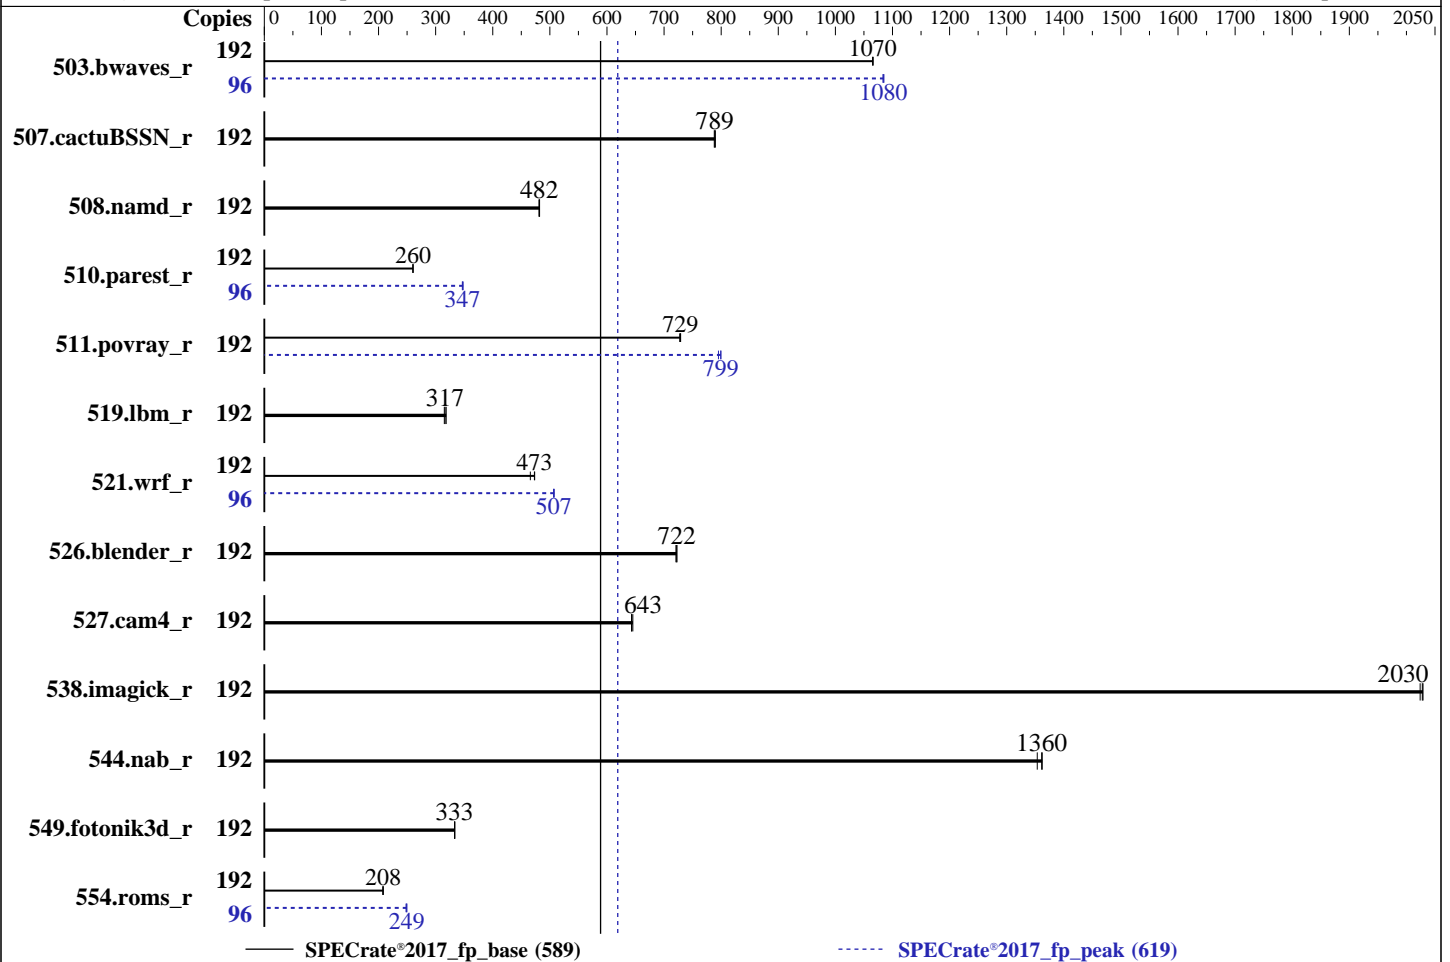 Copies 0 100 200 300 400 500 600 700 800 900 1000 1100 1200 1300 1400 1500 1600 1700 1800 1900 2050
503.bwaves_r 192 1070
96 1080
507.cactuBSSN_r 192 789
508.namd_r 192 482
510.parest_r 192 260
96 347
511.povray_r 192 729
799
519.lbm_r 192 317
521.wrf_r 192 473
96 507
526.blender_r 192 722
527.cam4_r 192 643
538.imagick_r 192 2030
544.nab_r 192 1360
549.fotonik3d_r 192 333
554.roms_r 192 208
96 249
SPECrate®2017_fp_base (589) SPECrate®2017_fp_peak (619)